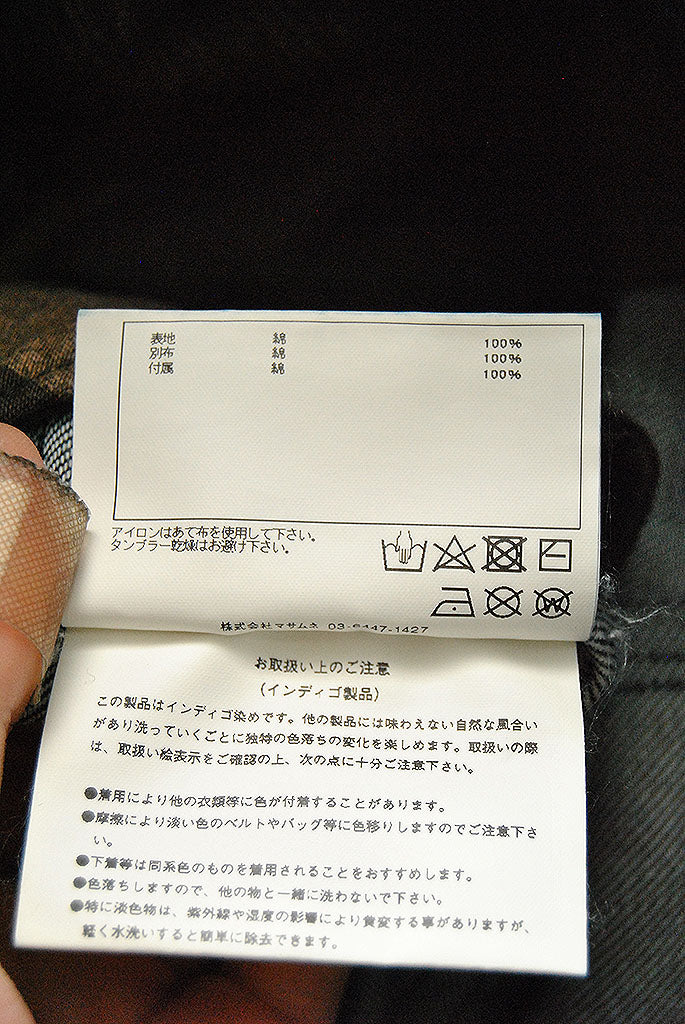 表地 綿 100%
別布 綿 100%
付属 綿 100%
アイロンはあて布を使用して下さい。
タンブラー乾燥はお避け下さい。
W
株式会社マサムネ 03-6447-1427
お取扱い上のご注意
（インディゴ製品）
この製品はインディゴ染めです。他の製品には味わえない自然な風合い
があり洗っていくごとに独特の色落ちの変化を楽しめます。取扱いの際
は、取扱い絵表示をご確認の上、次の点に十分ご注意下さい。
●着用により他の衣類等に色が付着することがあります。
●摩擦により淡い色のベルトやバッグ等に色移りしますのでご注意下さ
い。
●下着等は同系色のものを着用されることをおすすめします。
●色落ちしますので、他の物と一緒に洗わないで下さい。
●特に淡色物は、紫外線や湿度の影響により黄変する事がありますが、
軽く水洗いすると簡単に除去できます。